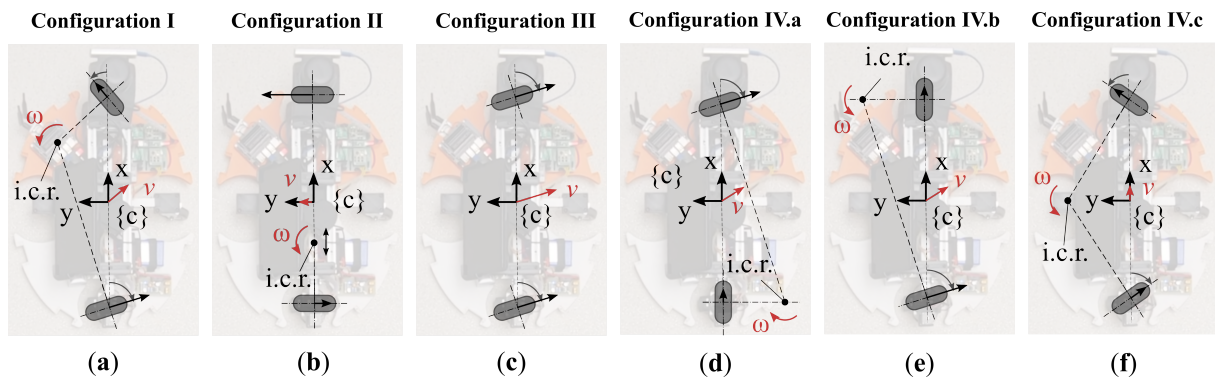 Configuration I Configuration II Configuration III Configuration IV.a Configuration IV.b Configuration IV.c
ω i.c.r. x y v {c}
v x y {c} ω i.c.r.
x y v {c}
{c} x y v i.c.r. ω
i.c.r. ω x y v {c}
ω x v y {c} i.c.r.
(a) (b) (c) (d) (e) (f)